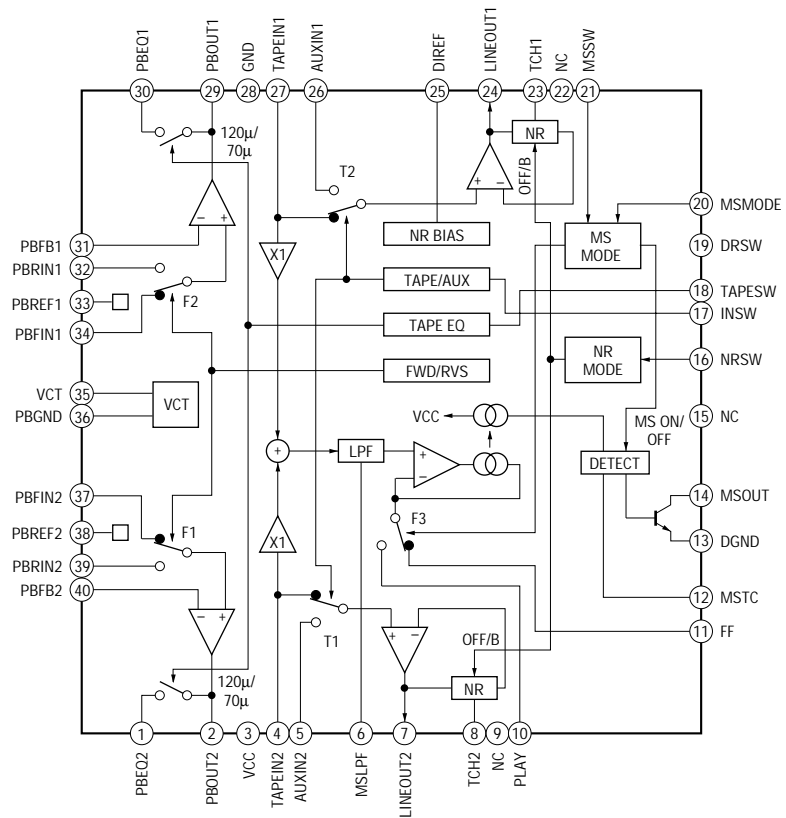 PBEQ1
PBOUT1
GND
TAPEIN1
AUXIN1
DIREF
LINEOUT1
TCH1
NC
MSSW
30
29
28
27
26
25
24
23
22
21
120μ/
70μ
NR
T2
OFF/B
+
−
−
+
20
MSMODE
PBFB1
31
NR BIAS
MS
MODE
19
DRSW
PBRIN1
32
X1
TAPE/AUX
18
TAPESW
PBREF1
33
F2
17
INSW
PBFIN1
34
TAPE EQ
NR
MODE
16
NRSW
FWD/RVS
VCT
35
VCT
PBGND
36
VCC
MS ON/
OFF
15
NC
+
LPF
+
−
DETECT
PBFIN2
37
14
MSOUT
PBREF2
38
F1
X1
F3
13
DGND
PBRIN2
39
PBFB2
40
12
MSTC
−
+
T1
+
−
OFF/B
11
FF
120μ/
70μ
NR
1
2
3
4
5
6
7
8
9
10
PBEQ2
PBOUT2
VCC
TAPEIN2
AUXIN2
MSLPF
LINEOUT2
TCH2
NC
PLAY